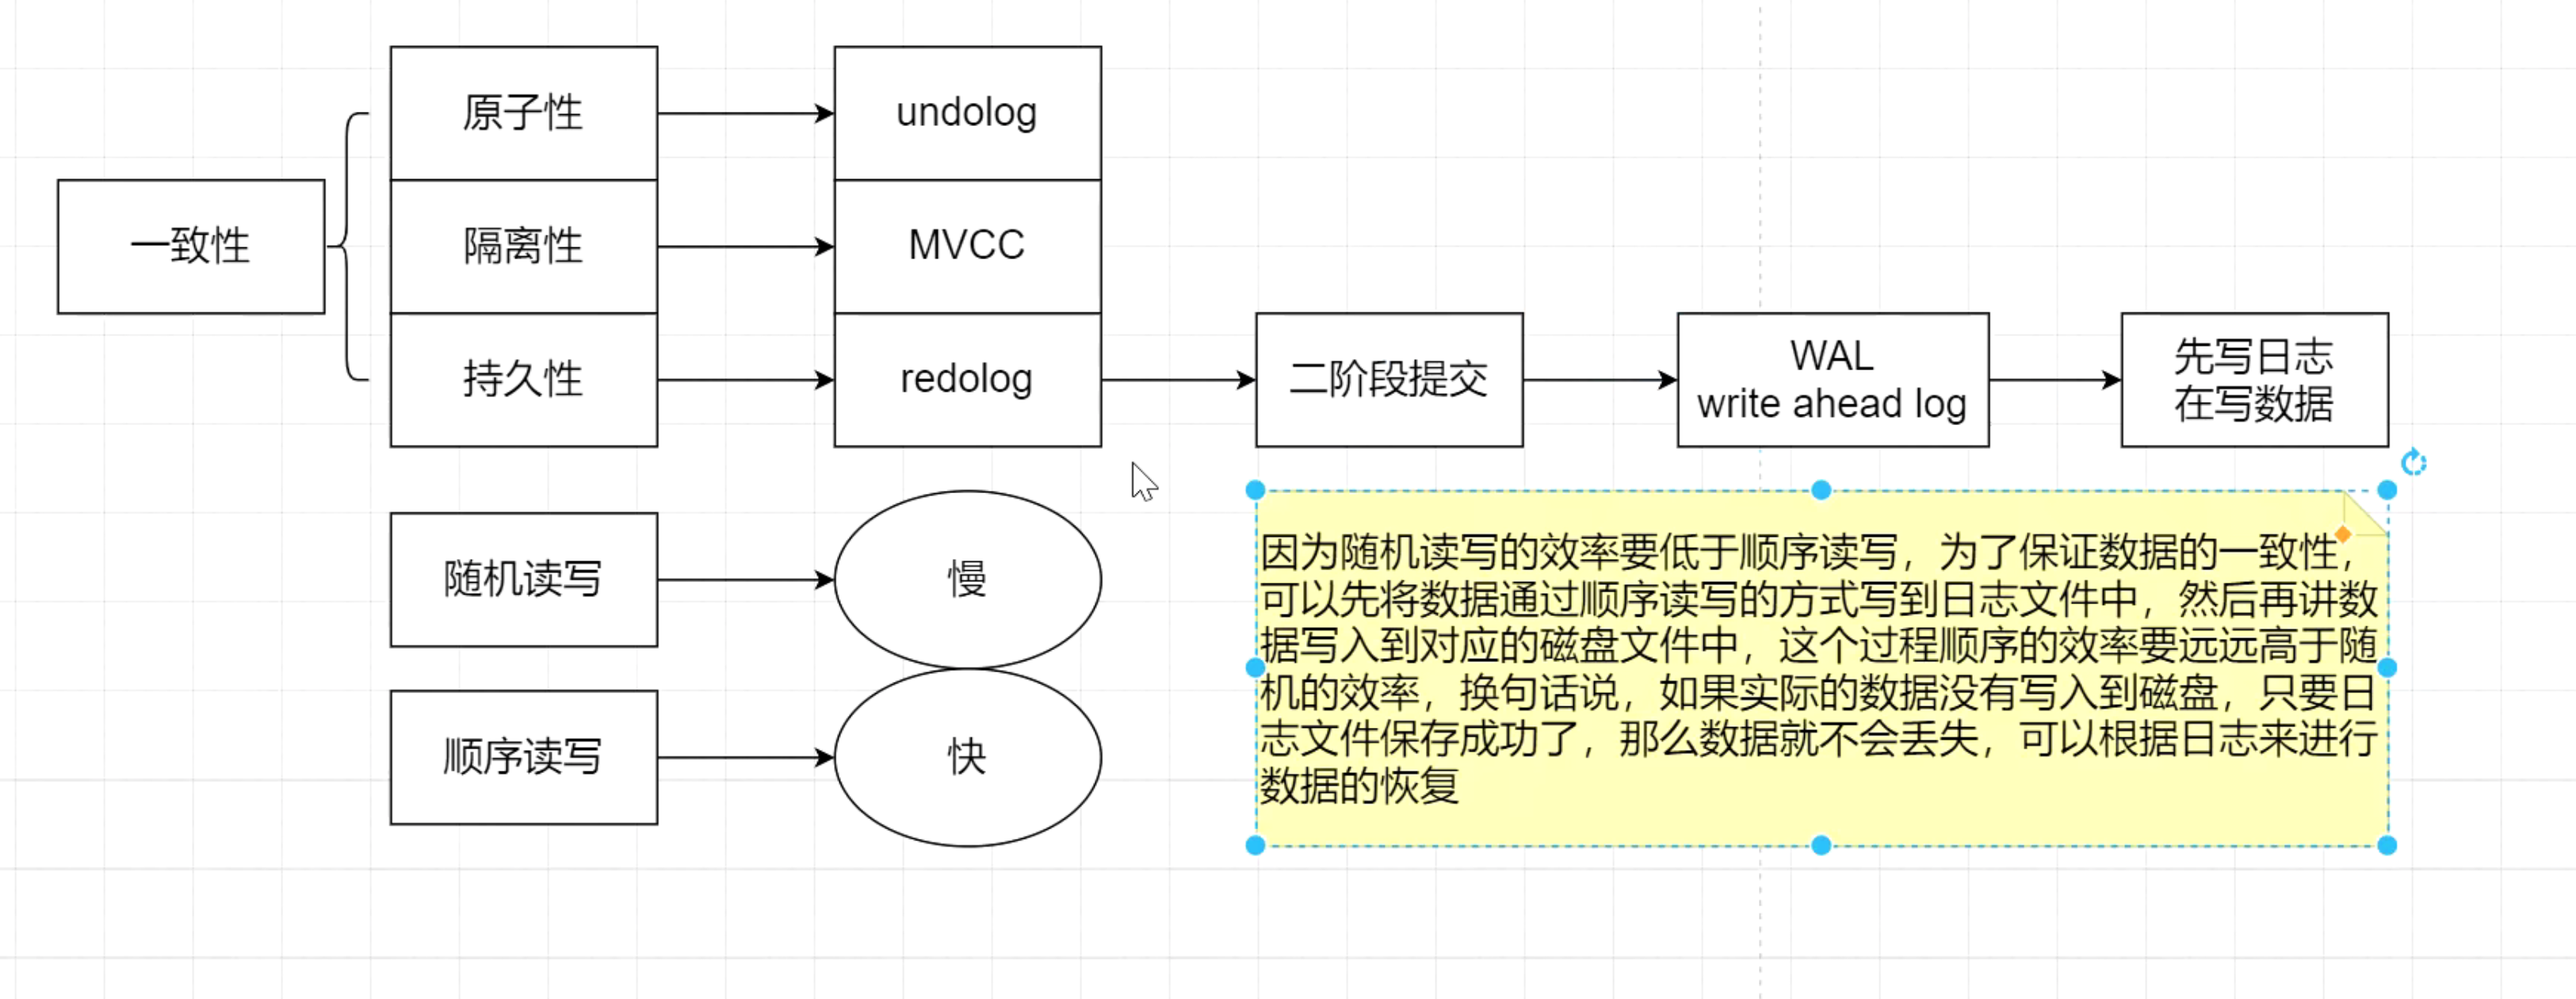 原子性
undolog
一致性
隔离性
MVCC
持久性
redolog
二阶段提交
WAL
write ahead log
先写日志
在写数据
随机读写
慢
顺序读写
快
因为随机读写的效率要低于顺序读写，为了保证数据的一致性，
可以先将数据通过顺序读写的方式写到日志文件中，然后再讲数
据写入到对应的磁盘文件中，这个过程顺序的效率要远远高于随
机的效率，换句话说，如果实际的数据没有写入到磁盘，只要日
志文件保存成功了，那么数据就不会丢失，可以根据日志来进行
数据的恢复